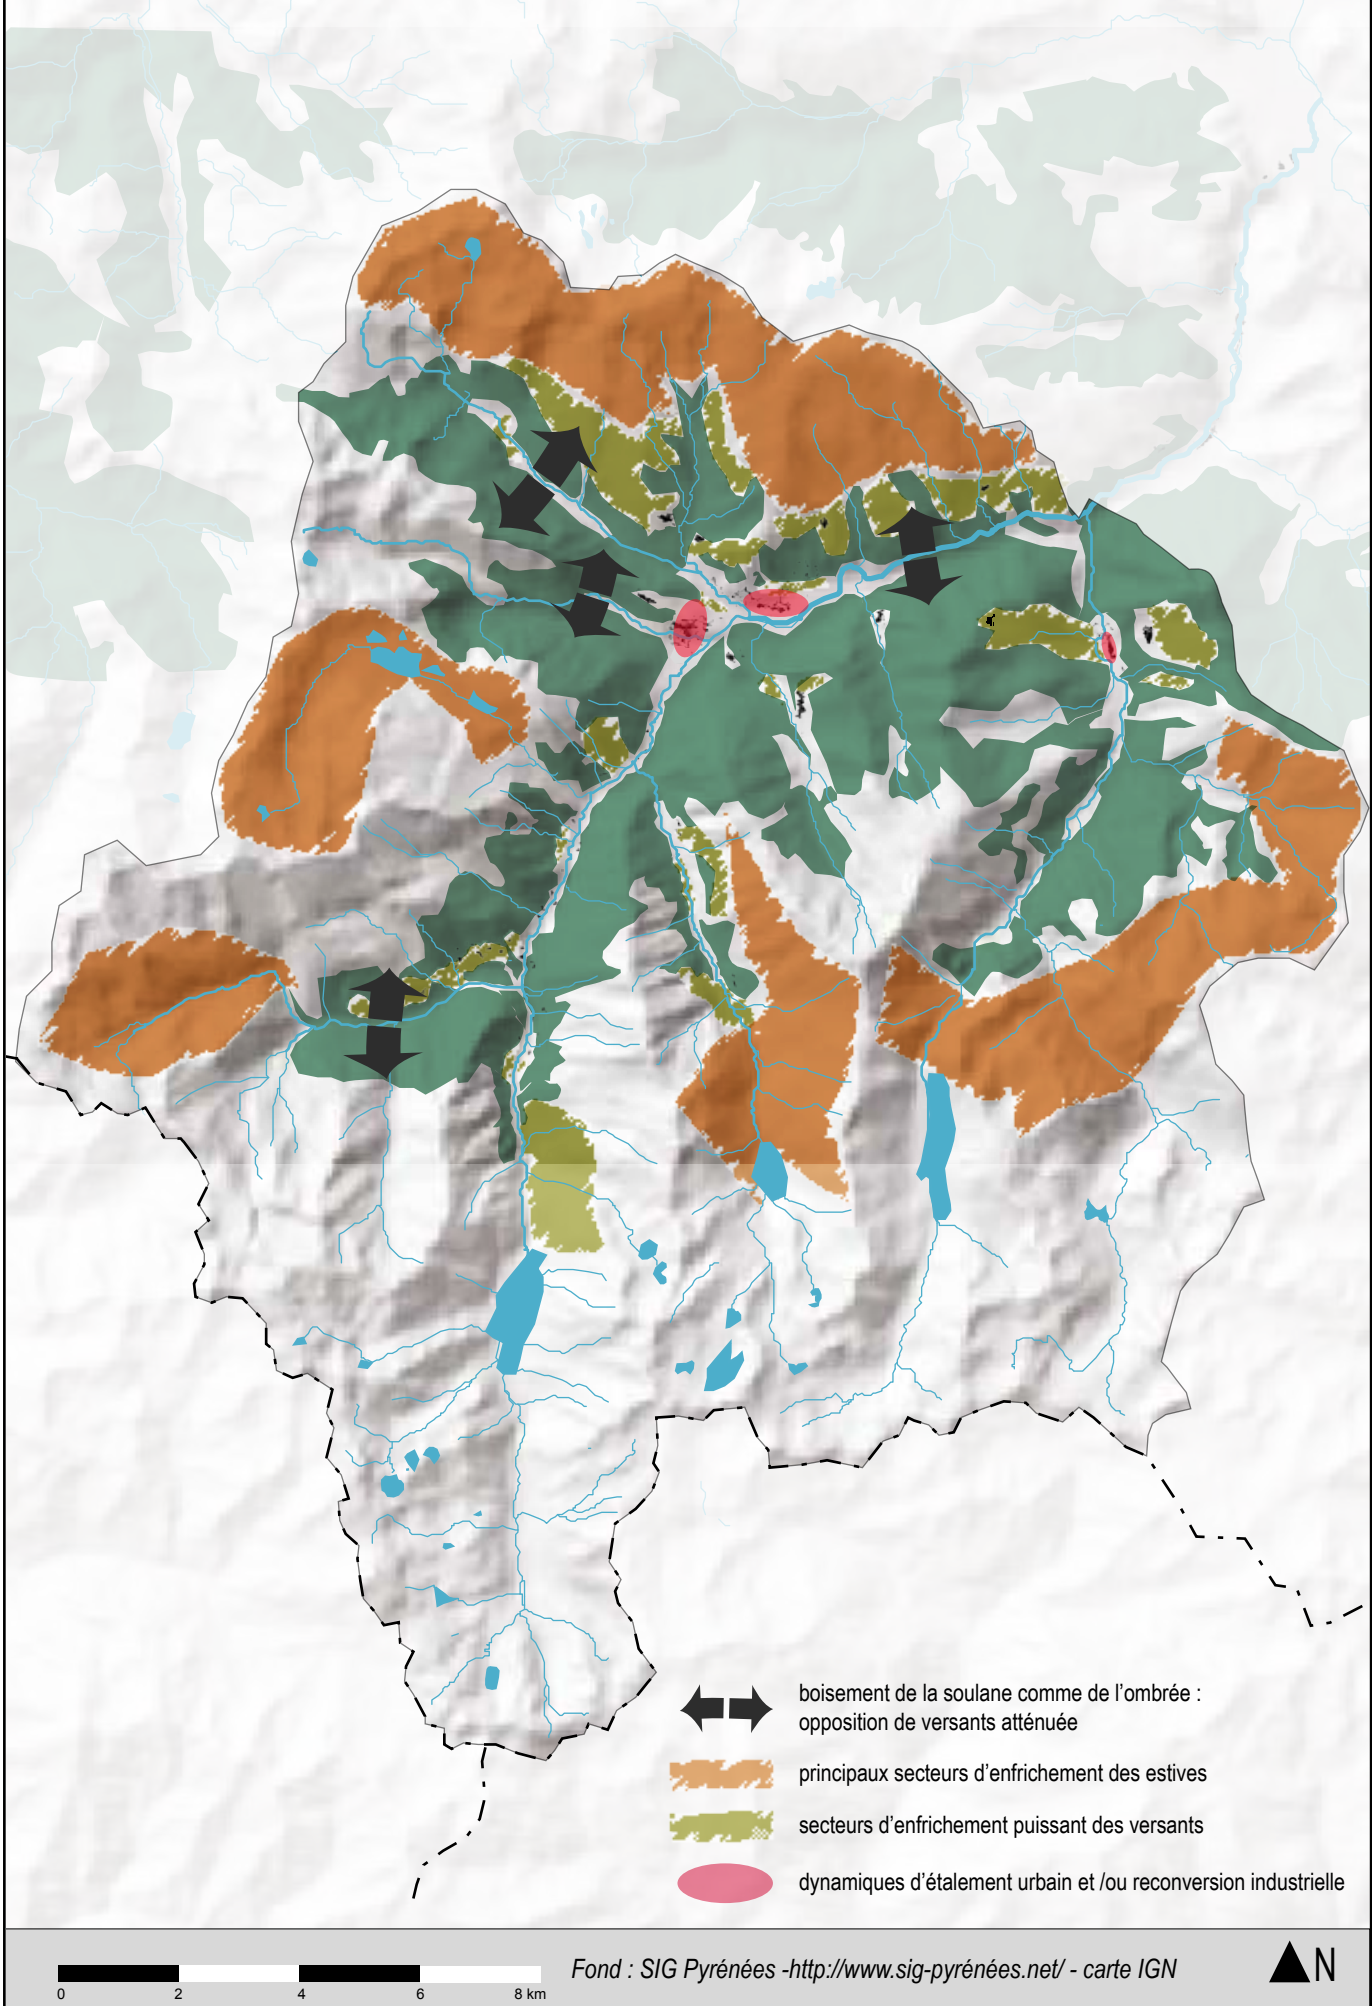 boisement de la soulane comme de l’ombrée :
opposition de versants atténuée
principaux secteurs d’enfrichement des estives
secteurs d’enfrichement puissant des versants
dynamiques d’étalement urbain et /ou reconversion industrielle
0 2 4 6 8 km
Fond : SIG Pyrénées -http://www.sig-pyrénées.net/ - carte IGN
N